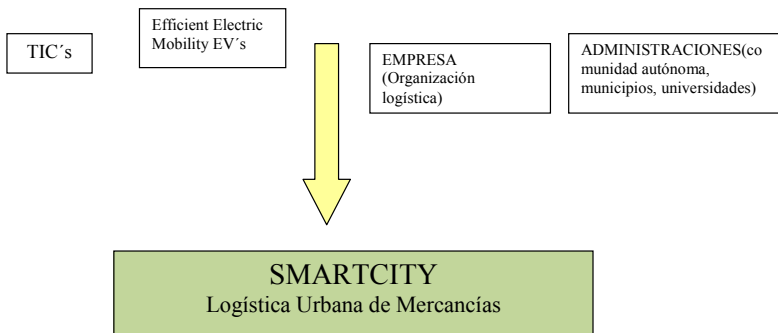 TIC´s
Efficient Electric
Mobility EV’s
EMPRESA
(Organización
logística)
ADMINISTRACIONES(co
munidad autónoma,
municipios, universidades)
SMARTCITY
Logística Urbana de Mercancías